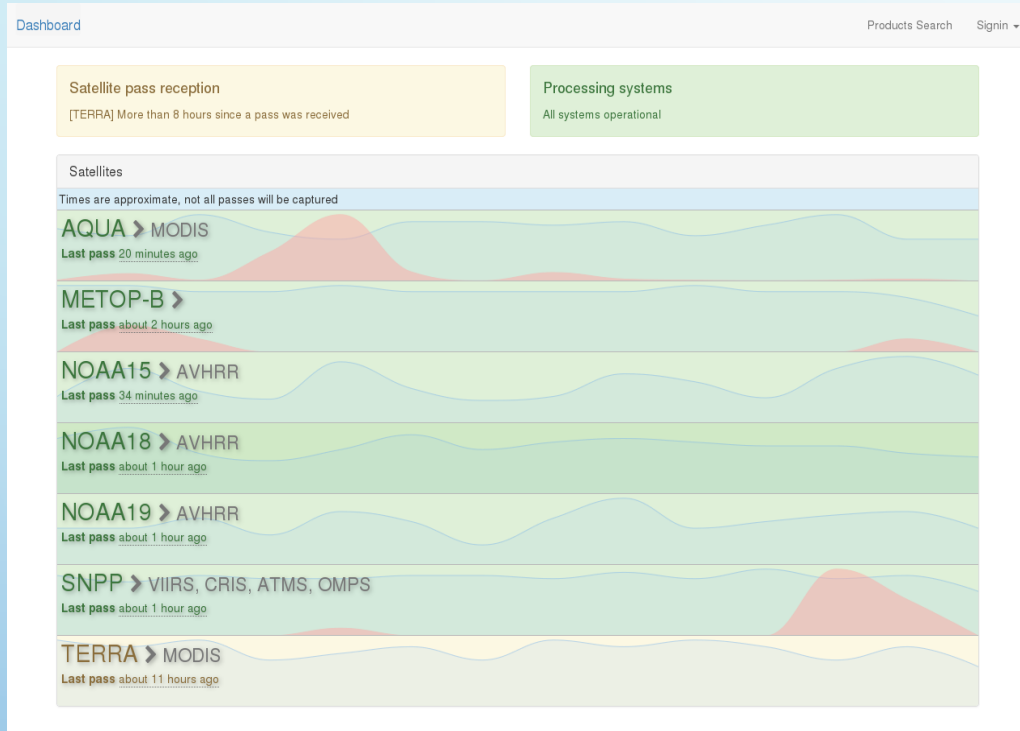 Dashboard
Products Search
Signin
Satellite pass reception
[TERRA] More than 8 hours since a pass was received
Processing systems
All systems operational
Satellites
Times are approximate, not all passes will be captured
AQUA MODIS
Last pass 20 minutes ago
METOP-B
Last pass about 2 hours ago
NOAA15 AVHRR
Last pass 34 minutes ago
NOAA18 AVHRR
Last pass about 1 hour ago
NOAA19 AVHRR
Last pass about 1 hour ago
SNPP VIIRS, CRIS, ATMS, OMPS
Last pass about 1 hour ago
TERRA MODIS
Last pass about 11 hours ago